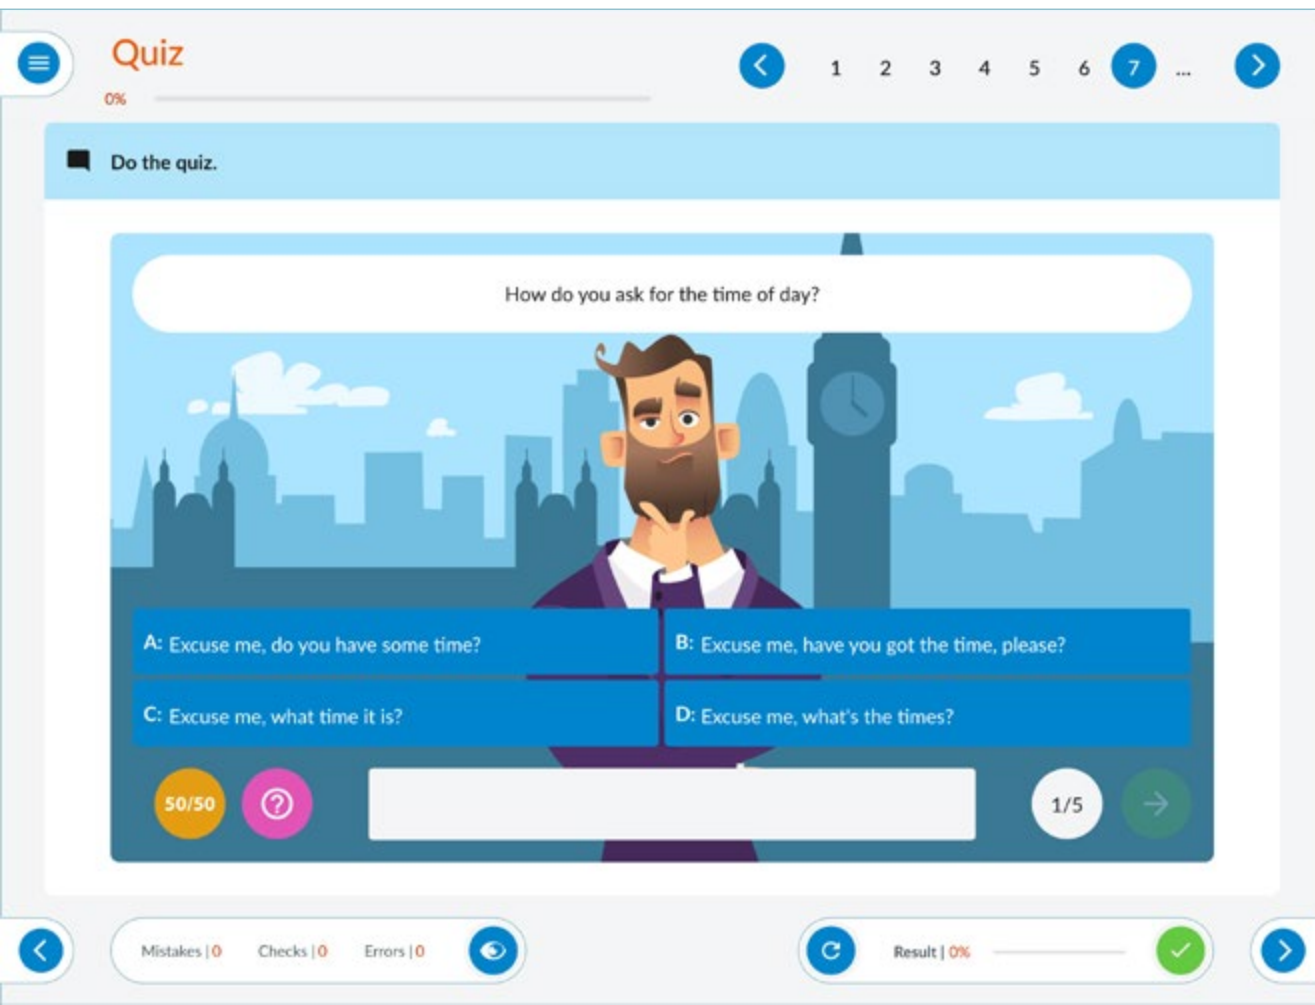 Quiz
1 2 3 4 5 6 7 ...
0%
Do the quiz.
How do you ask for the time of day?
A: Excuse me, do you have some time?
B: Excuse me, have you got the time, please?
C: Excuse me, what time it is?
D: Excuse me, what's the times?
50/50
?
1/5
Mistakes | 0 Checks | 0 Errors | 0
Result | 0%